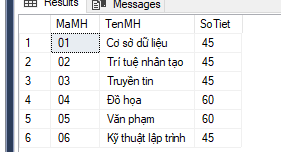 Results Messages
MaMH TenMH SoTiet
1 01 Cơ sở dữ liệu 45
2 02 Trí tuệ nhân tạo 45
3 03 Truyền tin 45
4 04 Đồ họa 60
5 05 Văn phạm 60
6 06 Kỹ thuật lập trình 45